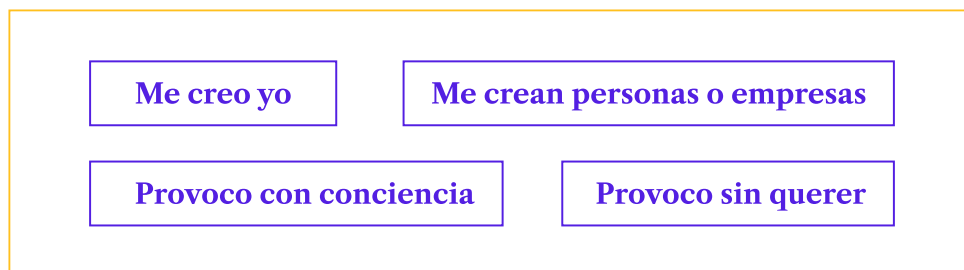 Me creo yo
Me crean personas o empresas
Provoco con conciencia
Provoco sin querer